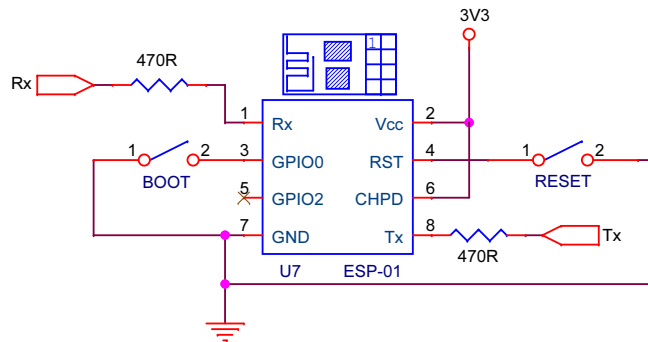 3V3
470R
1
Rx
1
Rx
Vcc
2
1
2
BOOT
3
GPIO0
RST
4
1
2
RESET
5
GPIO2
CHPD
6
7
GND
Tx
8
470R
Tx
U7
ESP-01